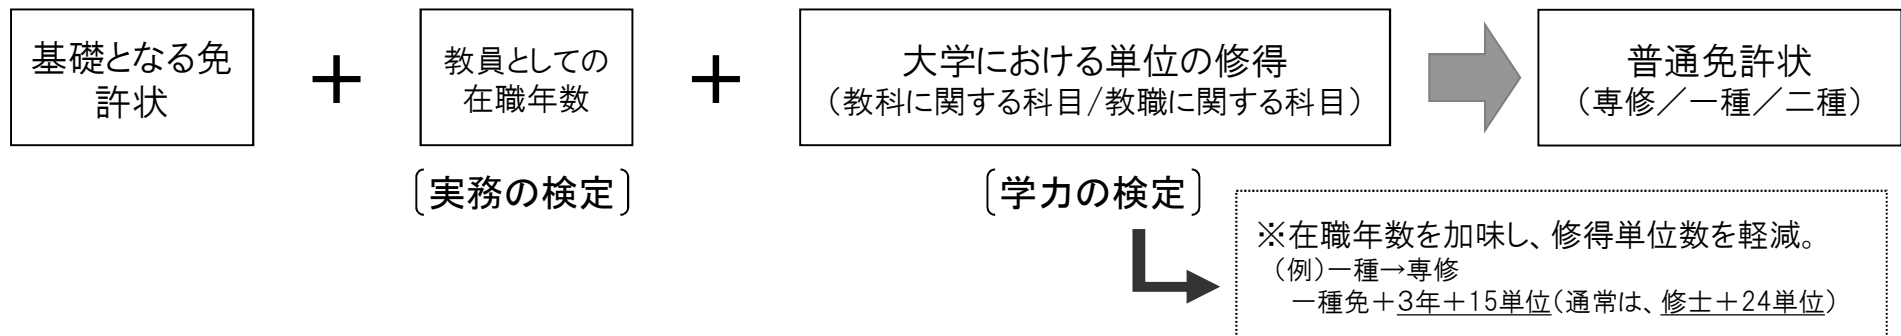 基礎となる免
許状
＋
教員としての
在職年数
＋
大学における単位の修得
（教科に関する科目/教職に関する科目）
普通免許状
（専修／一種／二種）
〔実務の検定〕
〔学力の検定〕
※在職年数を加味し、修得単位数を軽減。
（例）一種→専修
一種免＋3年＋15単位（通常は、修士＋24単位）